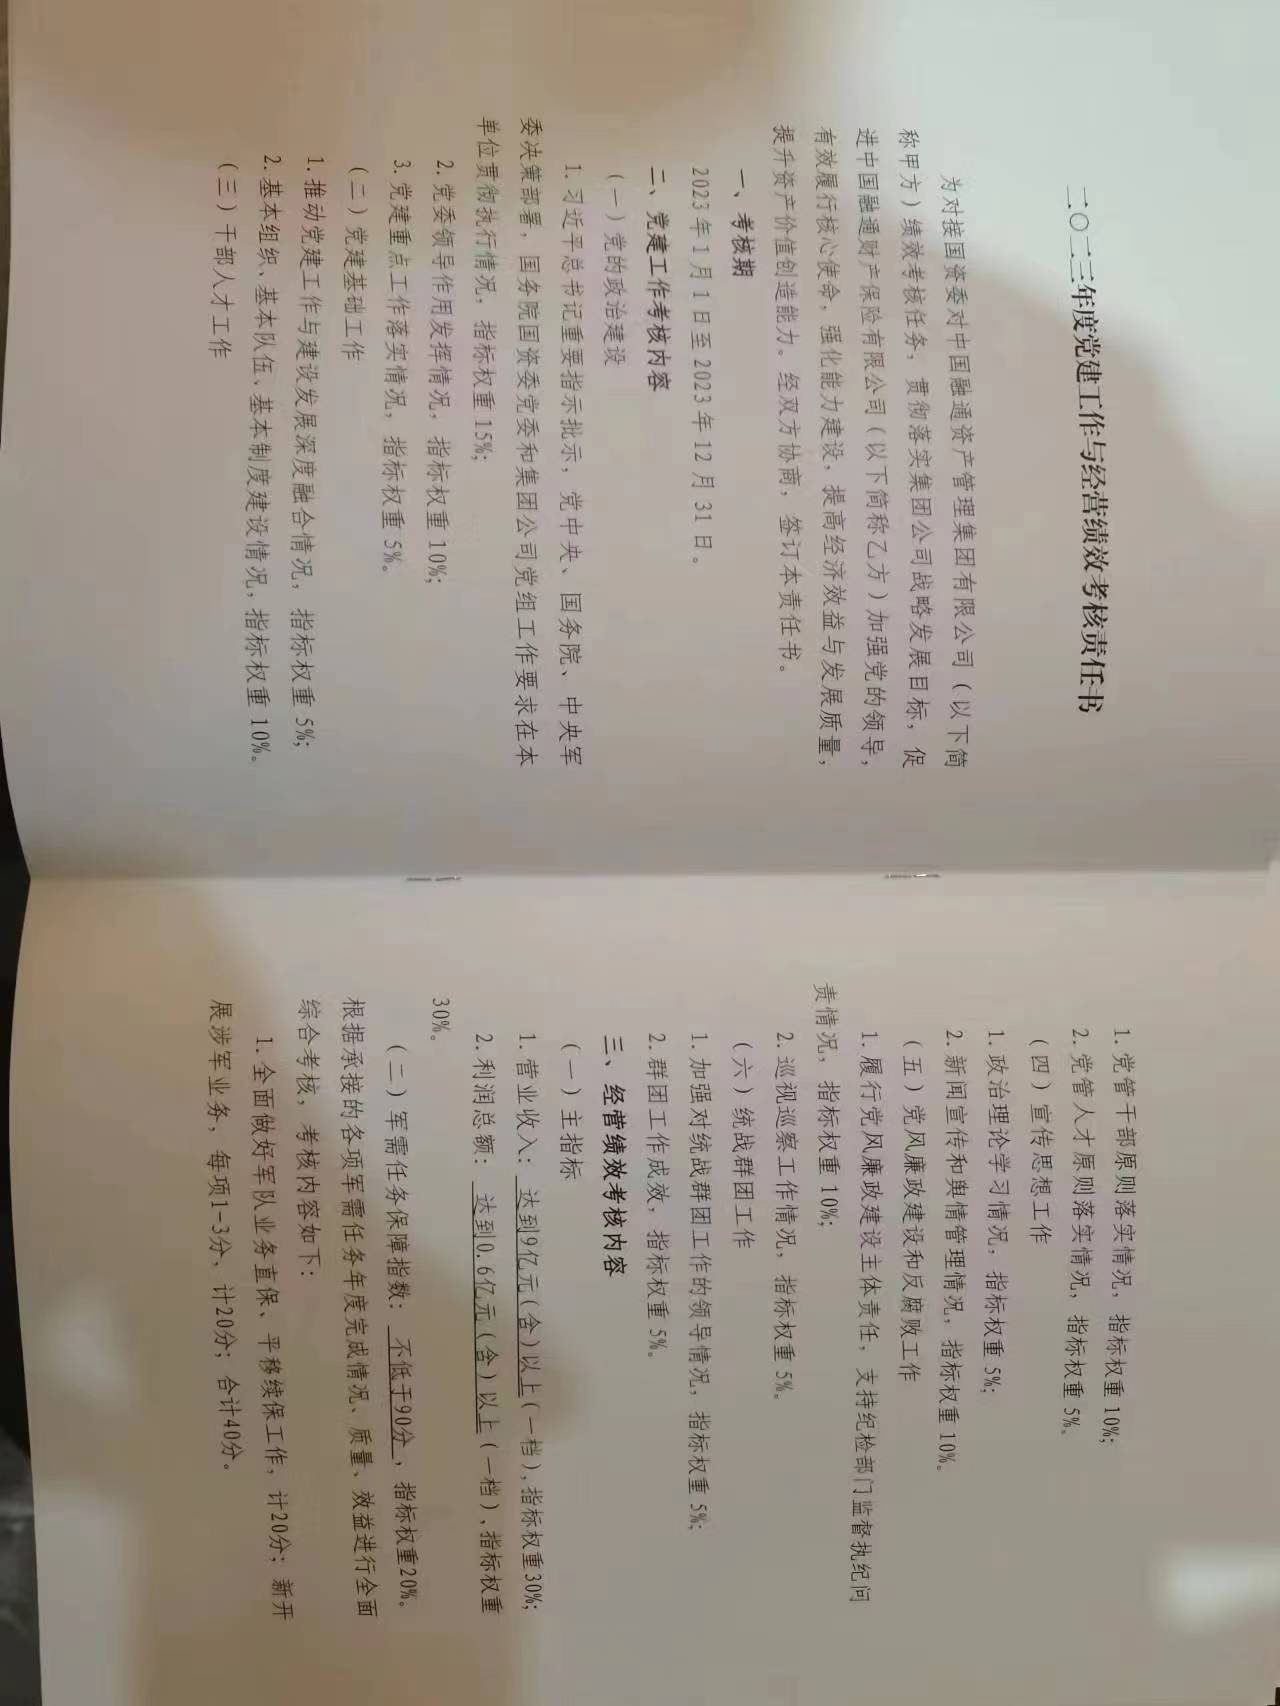 二〇二三年度党建工作与经营绩效考核责任书
为对接国资委对中国融通资产管理集团有限公司（以下简
称甲方）绩效考核任务，贯彻落实集团公司战略发展目标，促
进中国融通财产保险有限公司（以下简称乙方）加强党的领导，
有效履行核心使命，强化能力建设，提高经济效益与发展质量，
提升资产价值创造能力。经双方协商，签订本责任书。
一、考核期
2023年1月1日至2023年12月31日。
二、党建工作考核内容
（一）党的政治建设
1.习近平总书记重要指示批示，党中央、国务院、中央军
委决策部署，国务院国资委党委和集团公司党组工作要求在本
单位贯彻执行情况，指标权重15%；
2.党委领导作用发挥情况，指标权重10%；
3.党建重点工作落实情况，指标权重5%。
（二）党建基础工作
1.推动党建工作与建设发展深度融合情况，指标权重5%；
2.基本组织、基本队伍、基本制度建设情况，指标权重10%。
（三）干部人才工作
1.党管干部原则落实情况，指标权重10%；
2.党管人才原则落实情况，指标权重5%。
（四）宣传思想工作
1.政治理论学习情况，指标权重5%；
2.新闻宣传和舆情管理情况，指标权重10%。
（五）党风廉政建设和反腐败工作
1.履行党风廉政建设主体责任，支持纪检部门监督执纪问
责情况，指标权重10%；
2.巡视巡察工作情况，指标权重5%。
（六）统战群团工作
1.加强对统战群团工作的领导情况，指标权重5%；
2.群团工作成效，指标权重5%。
三、经营绩效考核内容
（一）主指标
1.营业收入：达到9亿元（含）以上（一档），指标权重30%；
2.利润总额：达到0.6亿元（含）以上（一档），指标权重
30%。
（二）军需任务保障指数：不低于90分，指标权重20%。
根据承接的各项军需任务年度完成情况、质量、效益进行全面
综合考核，考核内容如下：
1.全面做好军队业务直保、平移续保工作，计20分；新开
展涉军业务，每项1-3分，计20分；合计40分。